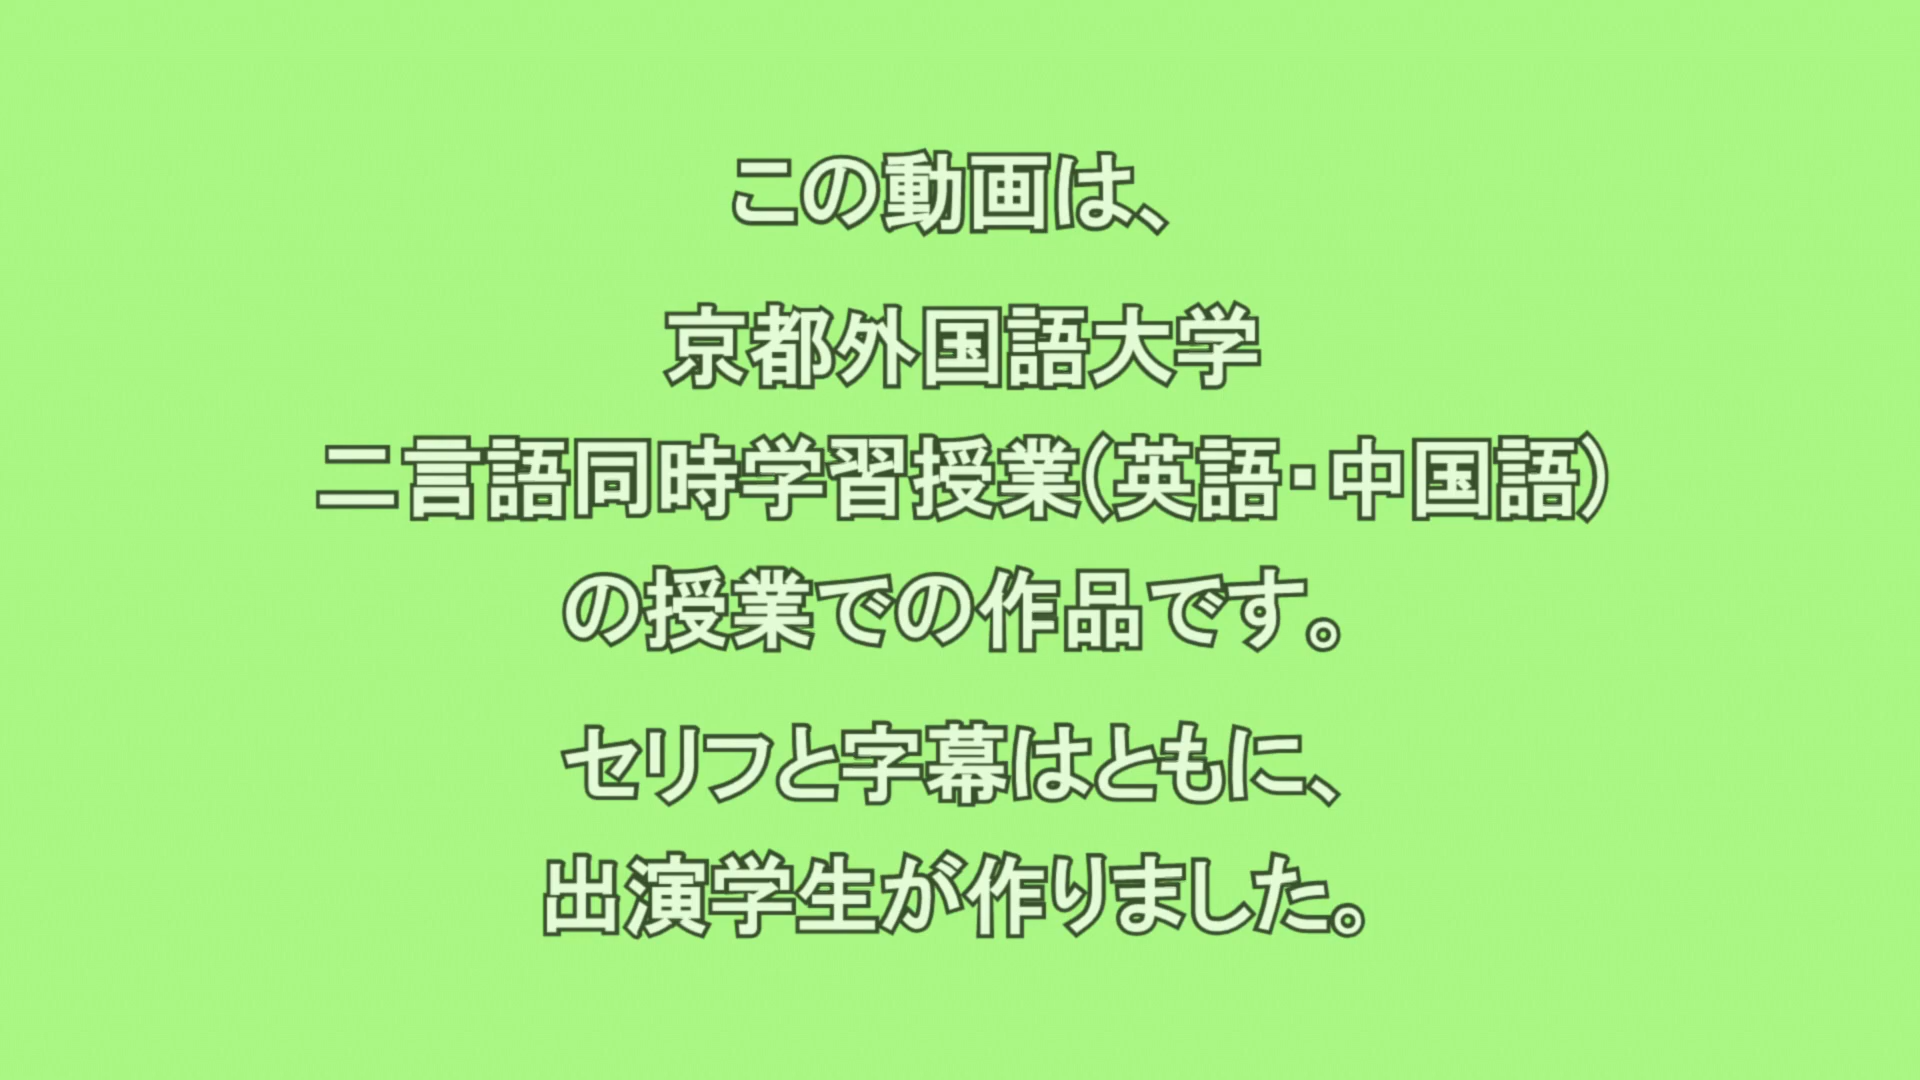 この動画は、
京都外国語大学
二言語同時学習授業(英語・中国語)
の授業での作品です。
セリフと字幕はともに、
出演学生が作りました。